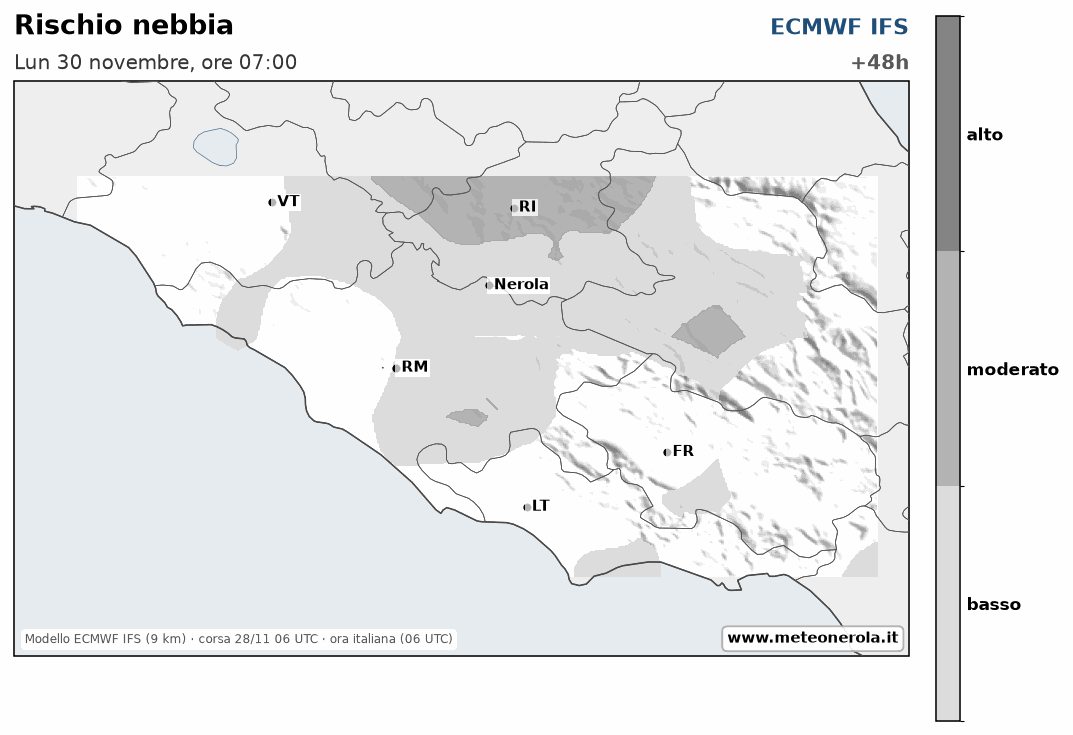 Rischio nebbia
ECMWF IFS
Lun 30 novembre, ore 07:00
+48h
alto
VT
RI
Nerola
moderato
RM
FR
LT
basso
Modello ECMWF IFS (9 km) · corsa 28/11 06 UTC · ora italiana (06 UTC)
www.meteonerola.it